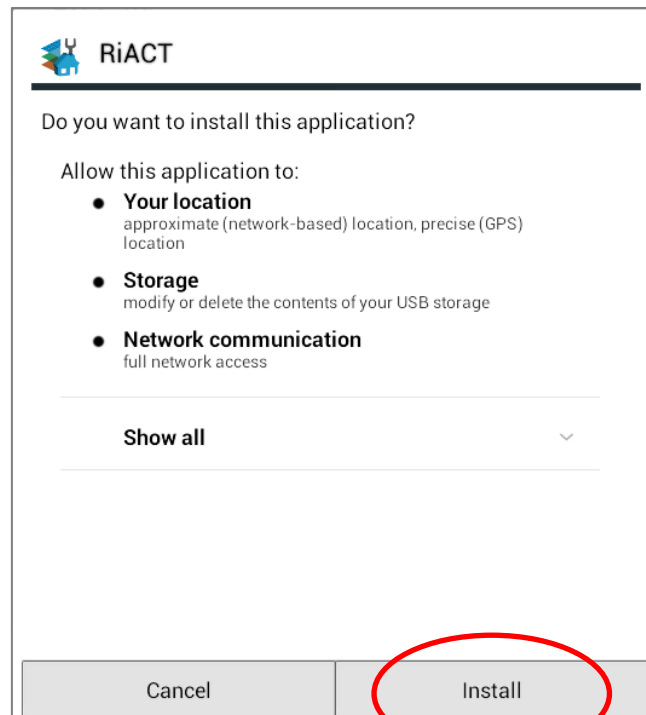 RiACT
Do you want to install this application?
Allow this application to:
Your location
approximate (network-based) location, precise (GPS)
location
Storage
modify or delete the contents of your USB storage
Network communication
full network access
Show all
Cancel Install